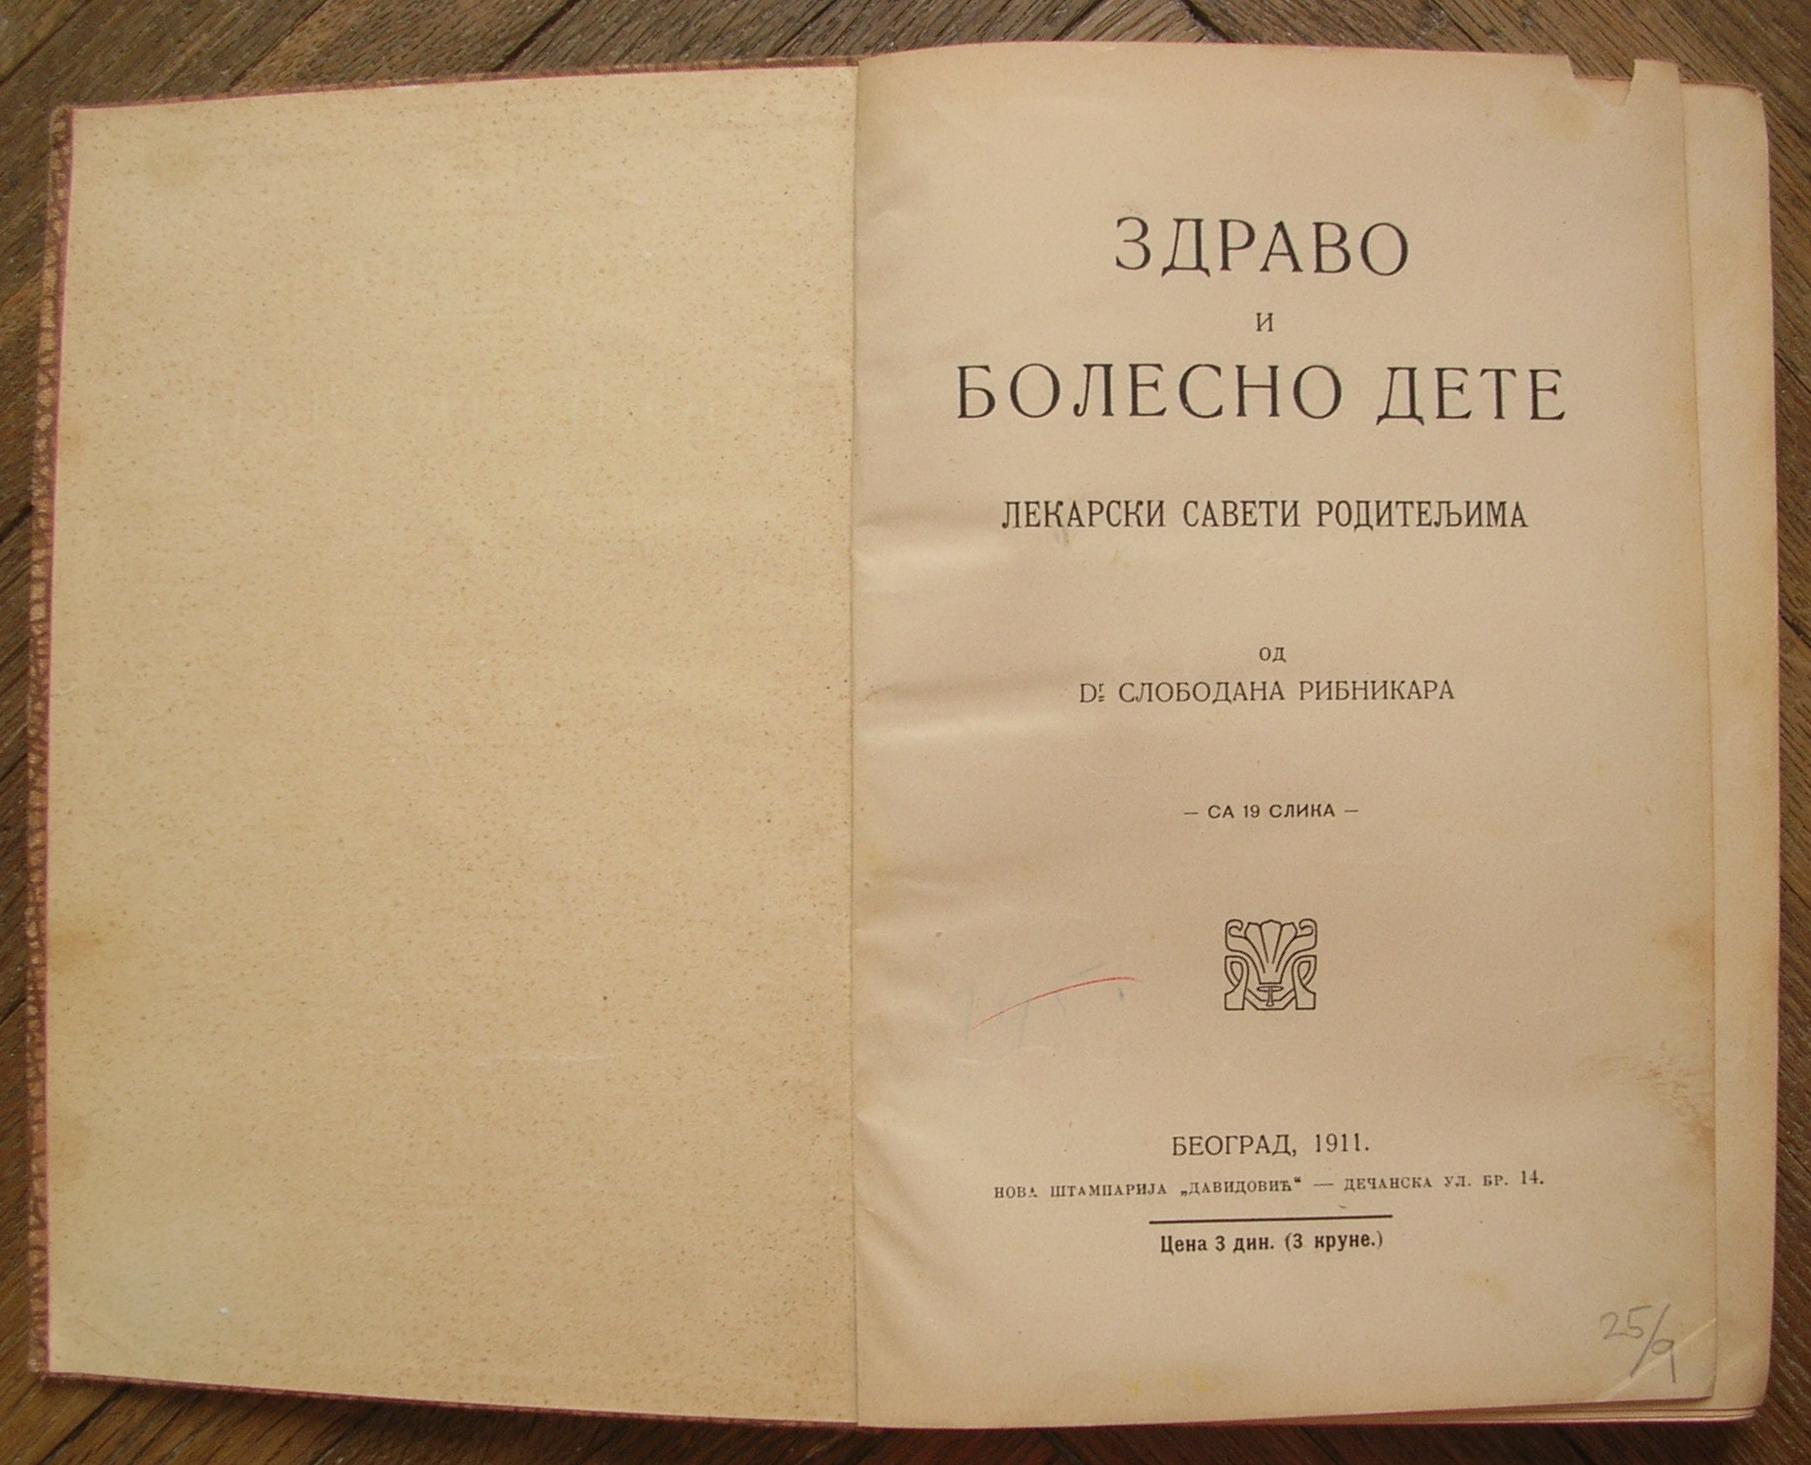 ЗДРАВО
И
БОЛЕСНО ДЕТЕ
ЛЕКАРСКИ САВЕТИ РОДИТЕЉИМА
ОД
Dr. СЛОБОДАНА РИБНИКАРА
— СА 19 СЛИКА —
БЕОГРАД, 1911.
НОВА ШТАМПАРИЈА „ДАВИДОВИЋ“ — ДЕЧАНСКА УЛ. БР. 14.
Цена 3 дин. (3 круне.)
25/9